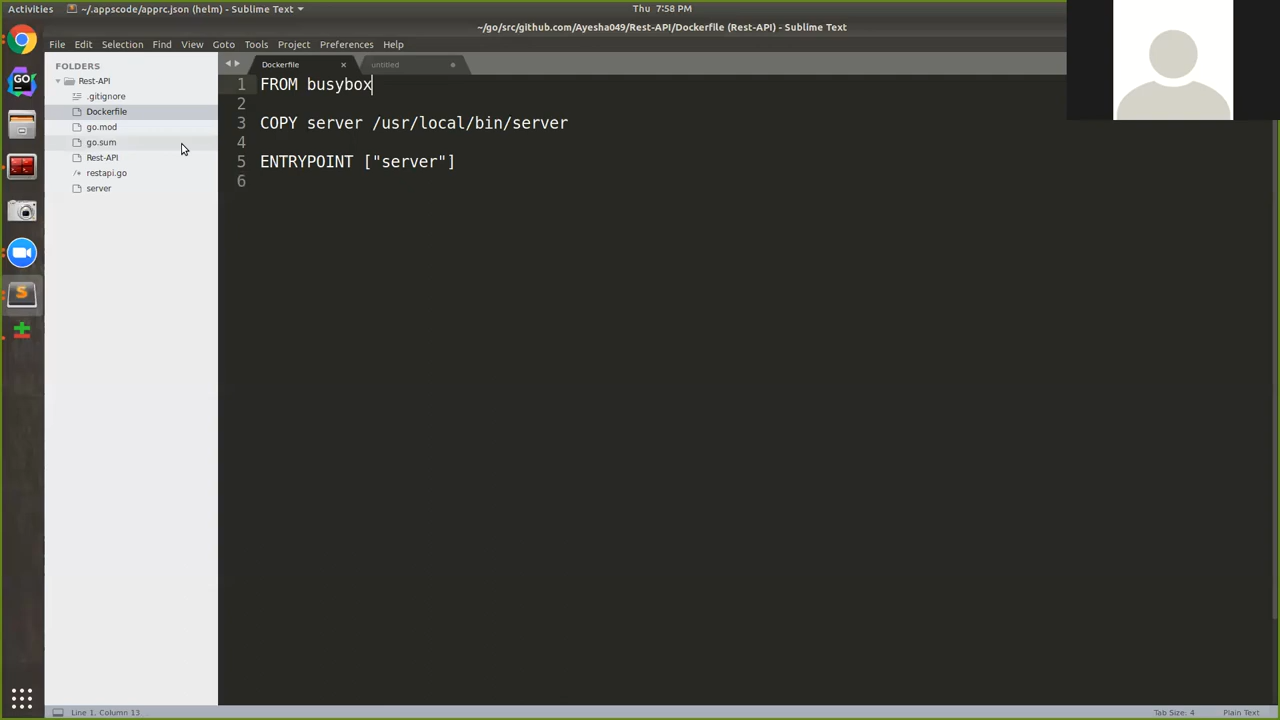 Activities
~/.appscode/apprc.json (helm) - Sublime Text
Thu 7:58 PM
~/go/src/github.com/Ayesha049/Rest-API/Dockerfile (Rest-API) - Sublime Text
File Edit Selection Find View Goto Tools Project Preferences Help
FOLDERS
Rest-API
.gitignore
Dockerfile
go.mod
go.sum
Rest-API
restapi.go
server
GO
S
Dockerfile
untitled
1 FROM busybox
2
3 COPY server /usr/local/bin/server
4
5 ENTRYPOINT ["server"]
6
Line 1, Column 13
Tab Size: 4
Plain Text